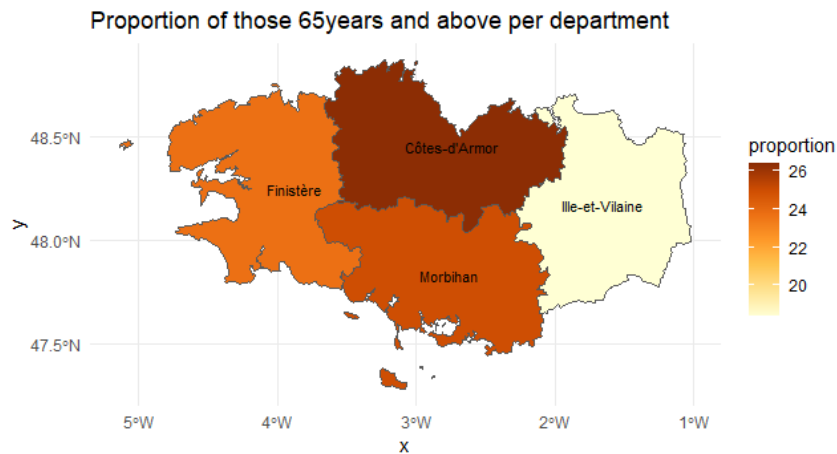 Proportion of those 65years and above per department
48.5°N
48.0°N
47.5°N
y
Côtes-d'Armor
Finistère
Ille-et-Vilaine
Morbihan
5°W
4°W
3°W
2°W
1°W
x
proportion
26
24
22
20